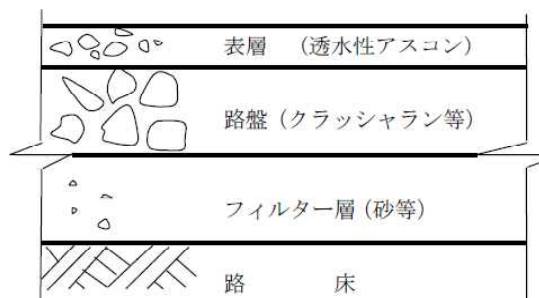 表層　（透水性アスコン）
路盤（クラッシャラン等）
フィルター層（砂等）
路　　　床